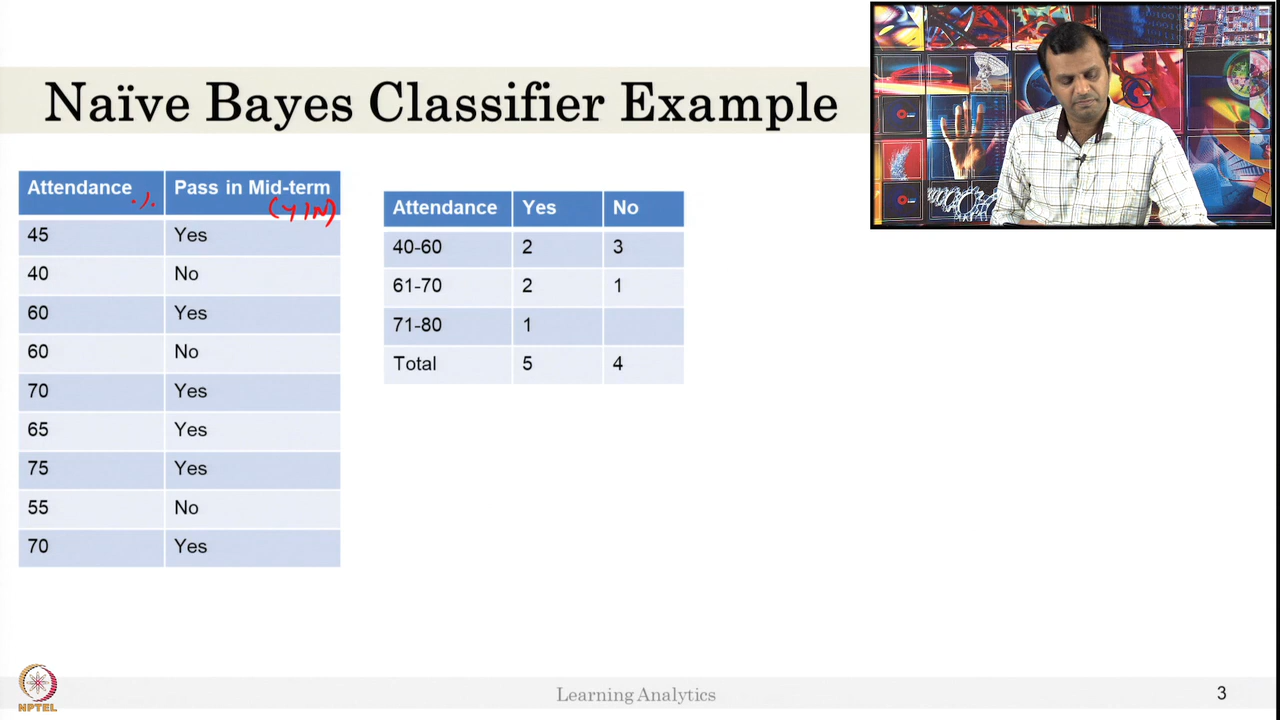 Naïve Bayes Classifier Example
Attendance .). Pass in Mid-term
(Y/N)
45 Yes
40 No
60 Yes
60 No
70 Yes
65 Yes
75 Yes
55 No
70 Yes
Attendance Yes No
40-60 2 3
61-70 2 1
71-80 1
Total 5 4
NPTEL
Learning Analytics
3